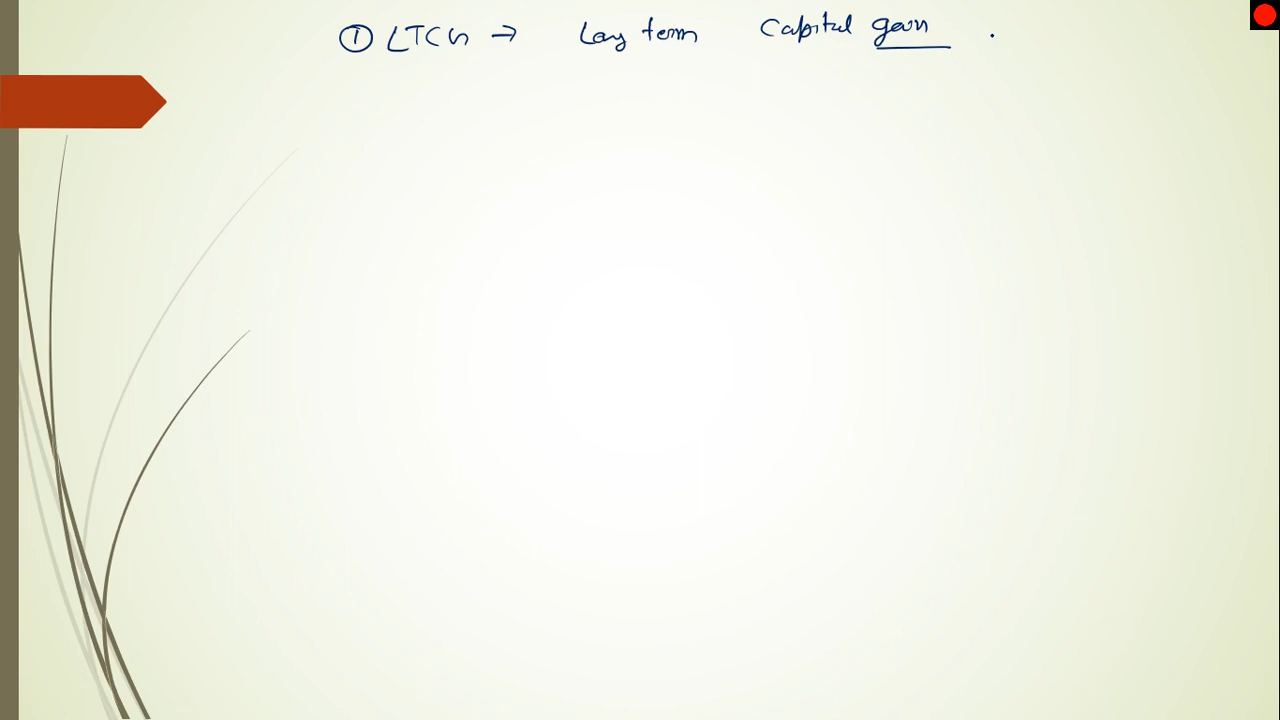 ① LTCG → Long term Capital gain .